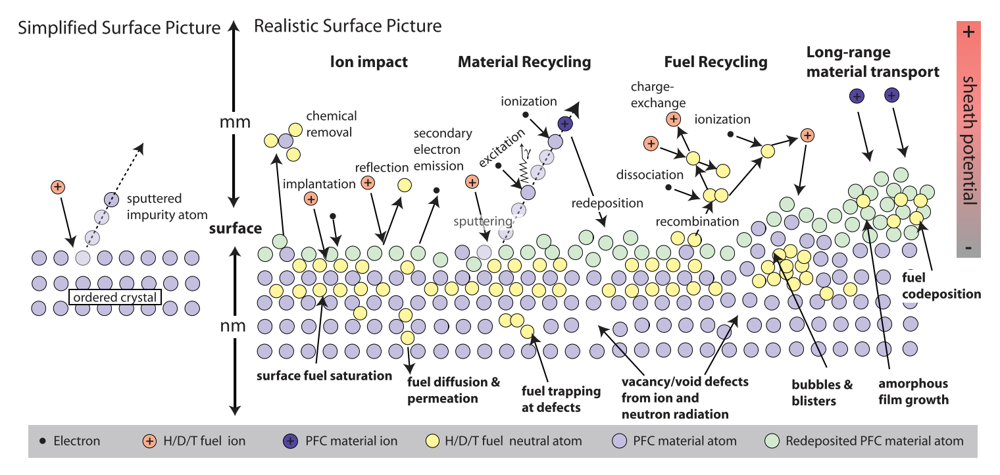 Simplified Surface Picture
Realistic Surface Picture
Ion impact
Material Recycling
Fuel Recycling
Long-range
material transport
+
sheath potential
-
mm
surface
nm
+
sputtered
impurity atom
ordered crystal
chemical
removal
implantation
+
reflection
+
secondary
electron
emission
excitation
γ
ionization
+
+
sputtering
redeposition
charge-
exchange
+
+
ionization
+
dissociation
recombination
+
+
fuel
codeposition
surface fuel saturation
fuel diffusion &
permeation
fuel trapping
at defects
vacancy/void defects
from ion and
neutron radiation
bubbles &
blisters
amorphous
film growth
Electron
+ H/D/T fuel ion
+ PFC material ion
H/D/T fuel neutral atom
PFC material atom
Redeposited PFC material atom